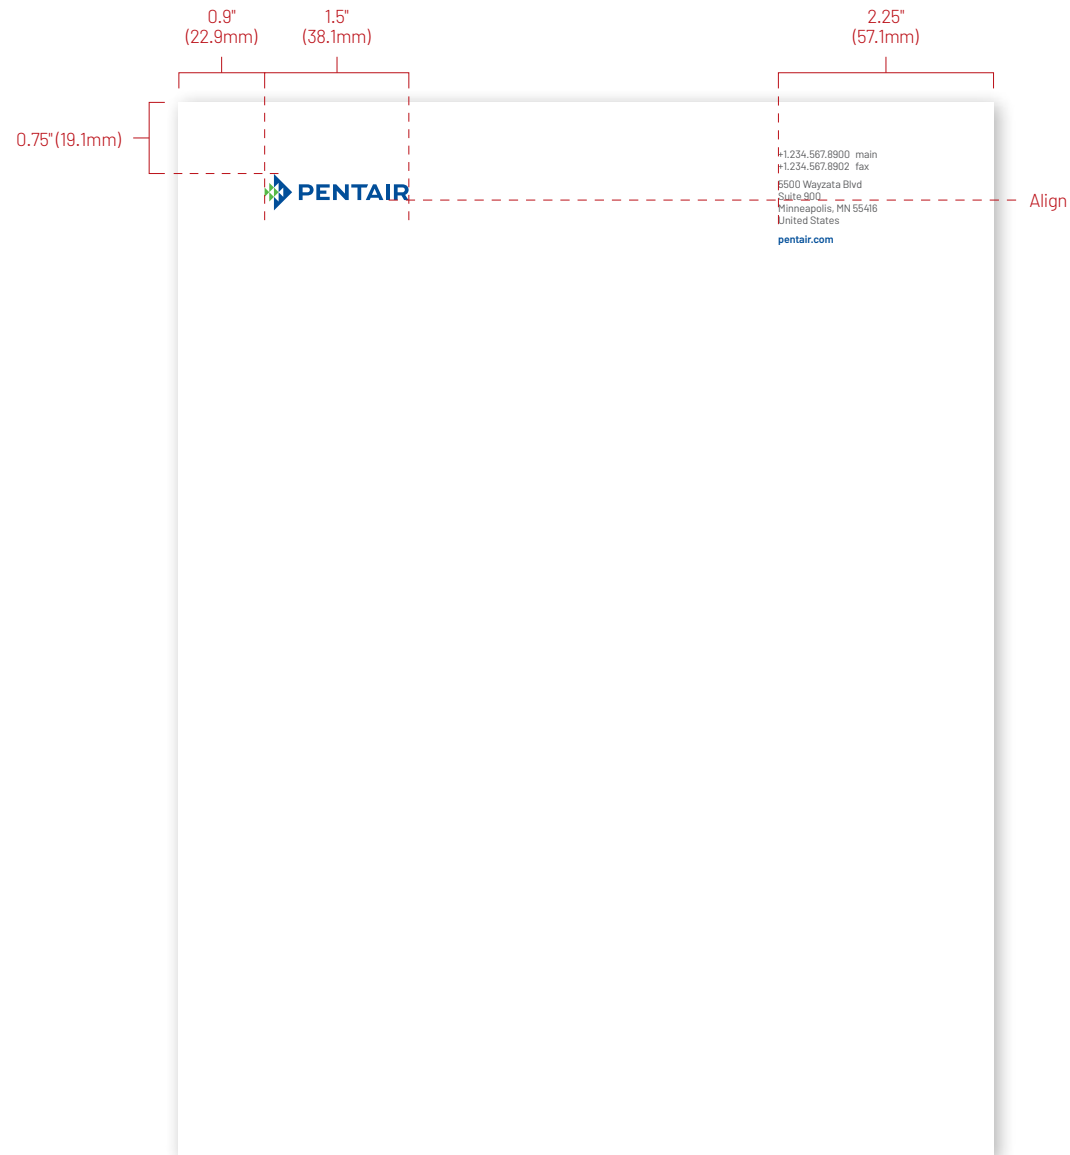 0.9"
(22.9mm)
1.5"
(38.1mm)
2.25"
(57.1mm)
0.75" (19.1mm)
+1.234.567.8900 main
+1.234.567.8902 fax
PENTAIR
5500 Wayzata Blvd
Suite 900
Minneapolis, MN 55416
United States
Align
pentair.com